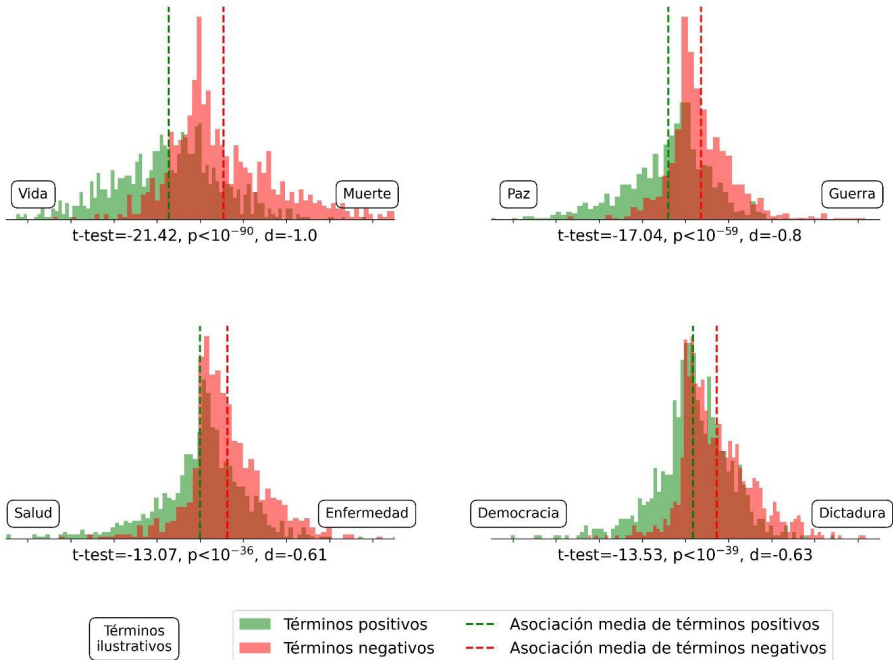 Vida
Muerte
t-test=-21.42, p<10⁻⁹⁰, d=-1.0
Paz
Guerra
t-test=-17.04, p<10⁻⁵⁹, d=-0.8
Salud
Enfermedad
t-test=-13.07, p<10⁻³⁶, d=-0.61
Democracia
Dictadura
t-test=-13.53, p<10⁻³⁹, d=-0.63
Términos
ilustrativos
Términos positivos
Términos negativos
Asociación media de términos positivos
Asociación media de términos negativos